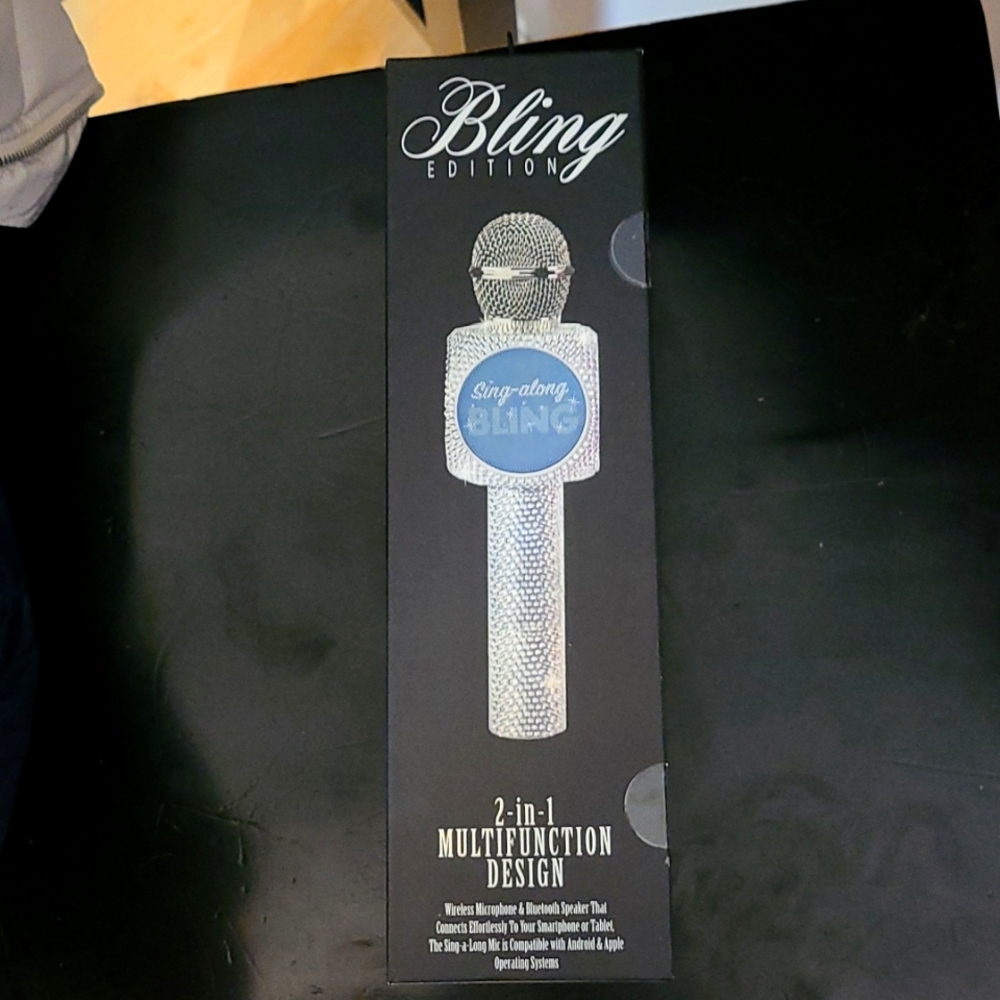 Bling
EDITION
Sing-along
BLING
2-in-1
MULTIFUNCTION
DESIGN
Wireless Microphone & Bluetooth Speaker That
Connects Effortlessly To Your Smartphone or Tablet,
The Sing-a-Long Mic is Compatible with Android & Apple
Operating Systems